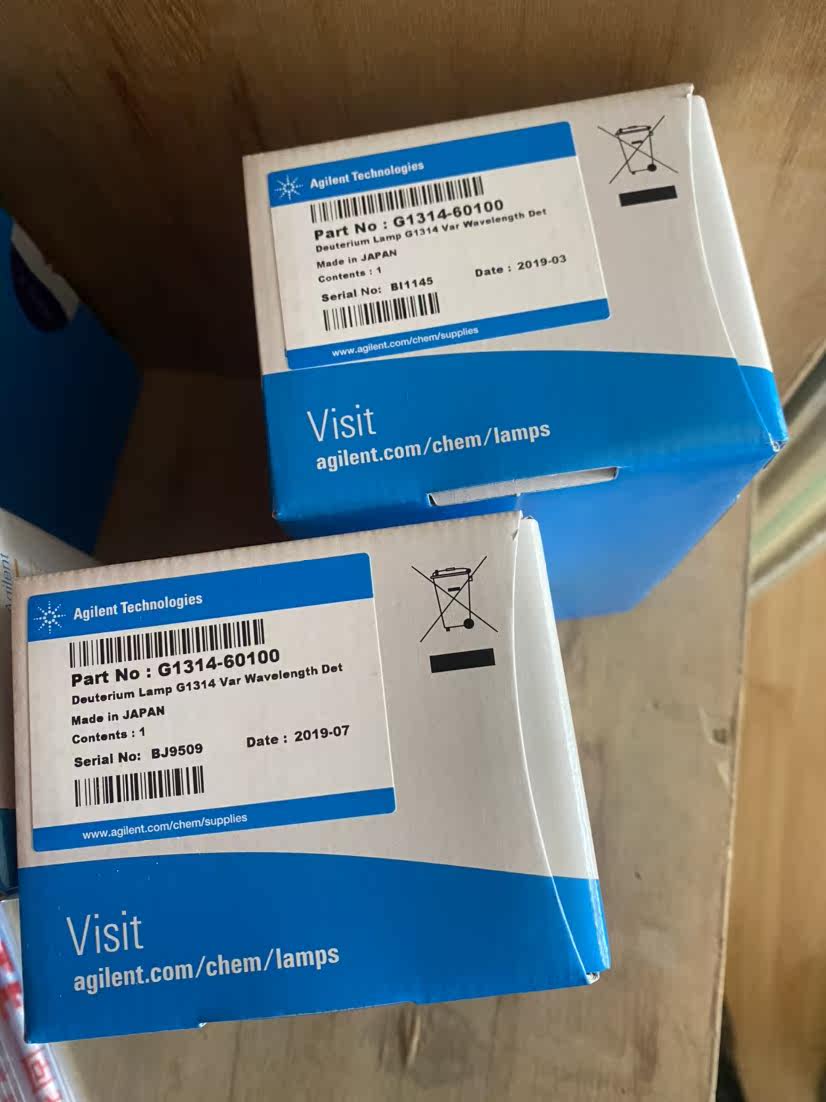 Agilent Technologies
Part No : G1314-60100
Deuterium Lamp G1314 Var Wavelength Det
Made in JAPAN
Contents : 1
Serial No: BI1145 Date : 2019-03
www.agilent.com/chem/supplies
Visit
agilent.com/chem/lamps
Agilent Technologies
Part No : G1314-60100
Deuterium Lamp G1314 Var Wavelength Det
Made in JAPAN
Contents : 1
Serial No: BJ9509 Date : 2019-07
www.agilent.com/chem/supplies
Visit
agilent.com/chem/lamps
Agilent